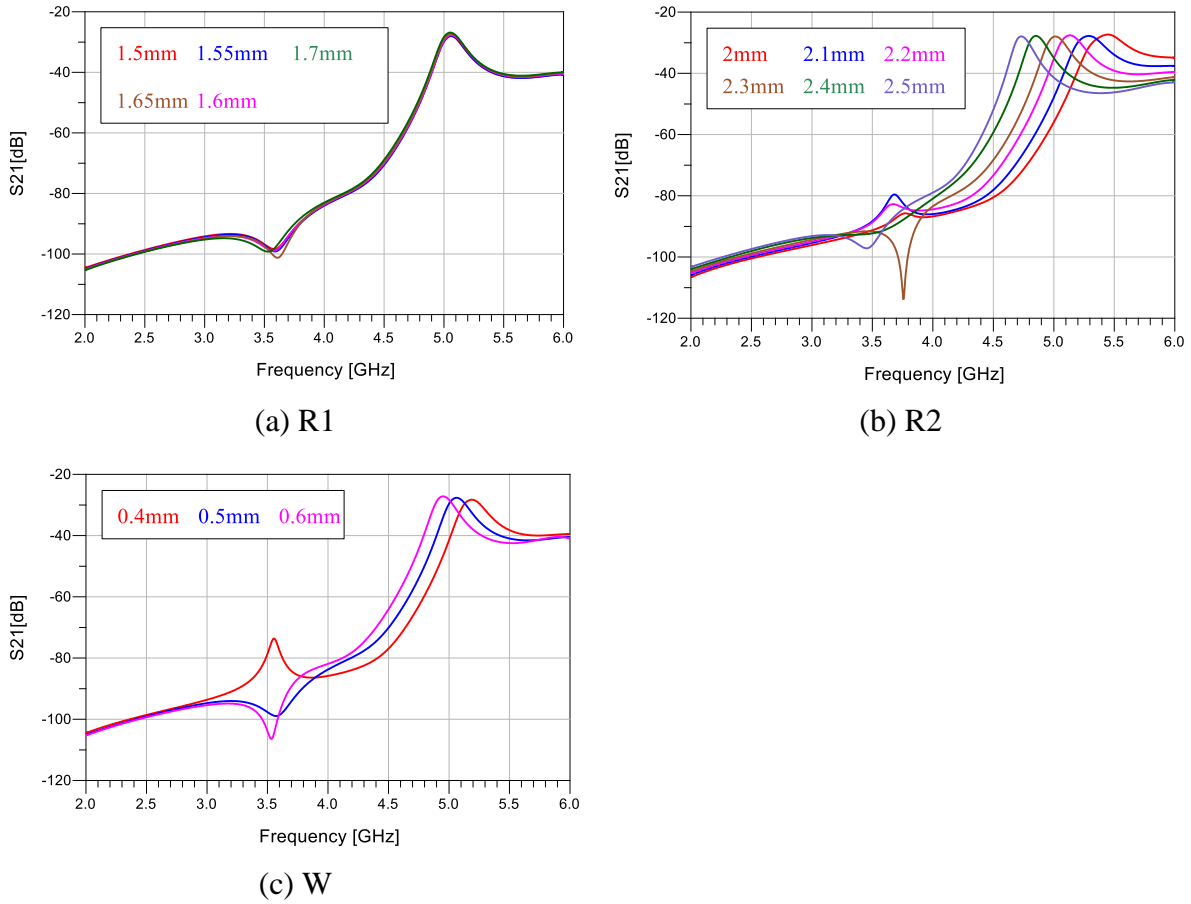 -20
-40
-60
-80
-100
-120
S21[dB]
1.5mm 1.55mm 1.7mm
1.65mm 1.6mm
2.0 2.5 3.0 3.5 4.0 4.5 5.0 5.5 6.0
Frequency [GHz]
(a) R1
-20
-40
-60
-80
-100
-120
S21[dB]
2mm 2.1mm 2.2mm
2.3mm 2.4mm 2.5mm
2.0 2.5 3.0 3.5 4.0 4.5 5.0 5.5 6.0
Frequency [GHz]
(b) R2
-20
-40
-60
-80
-100
-120
S21[dB]
0.4mm 0.5mm 0.6mm
2.0 2.5 3.0 3.5 4.0 4.5 5.0 5.5 6.0
Frequency [GHz]
(c) W